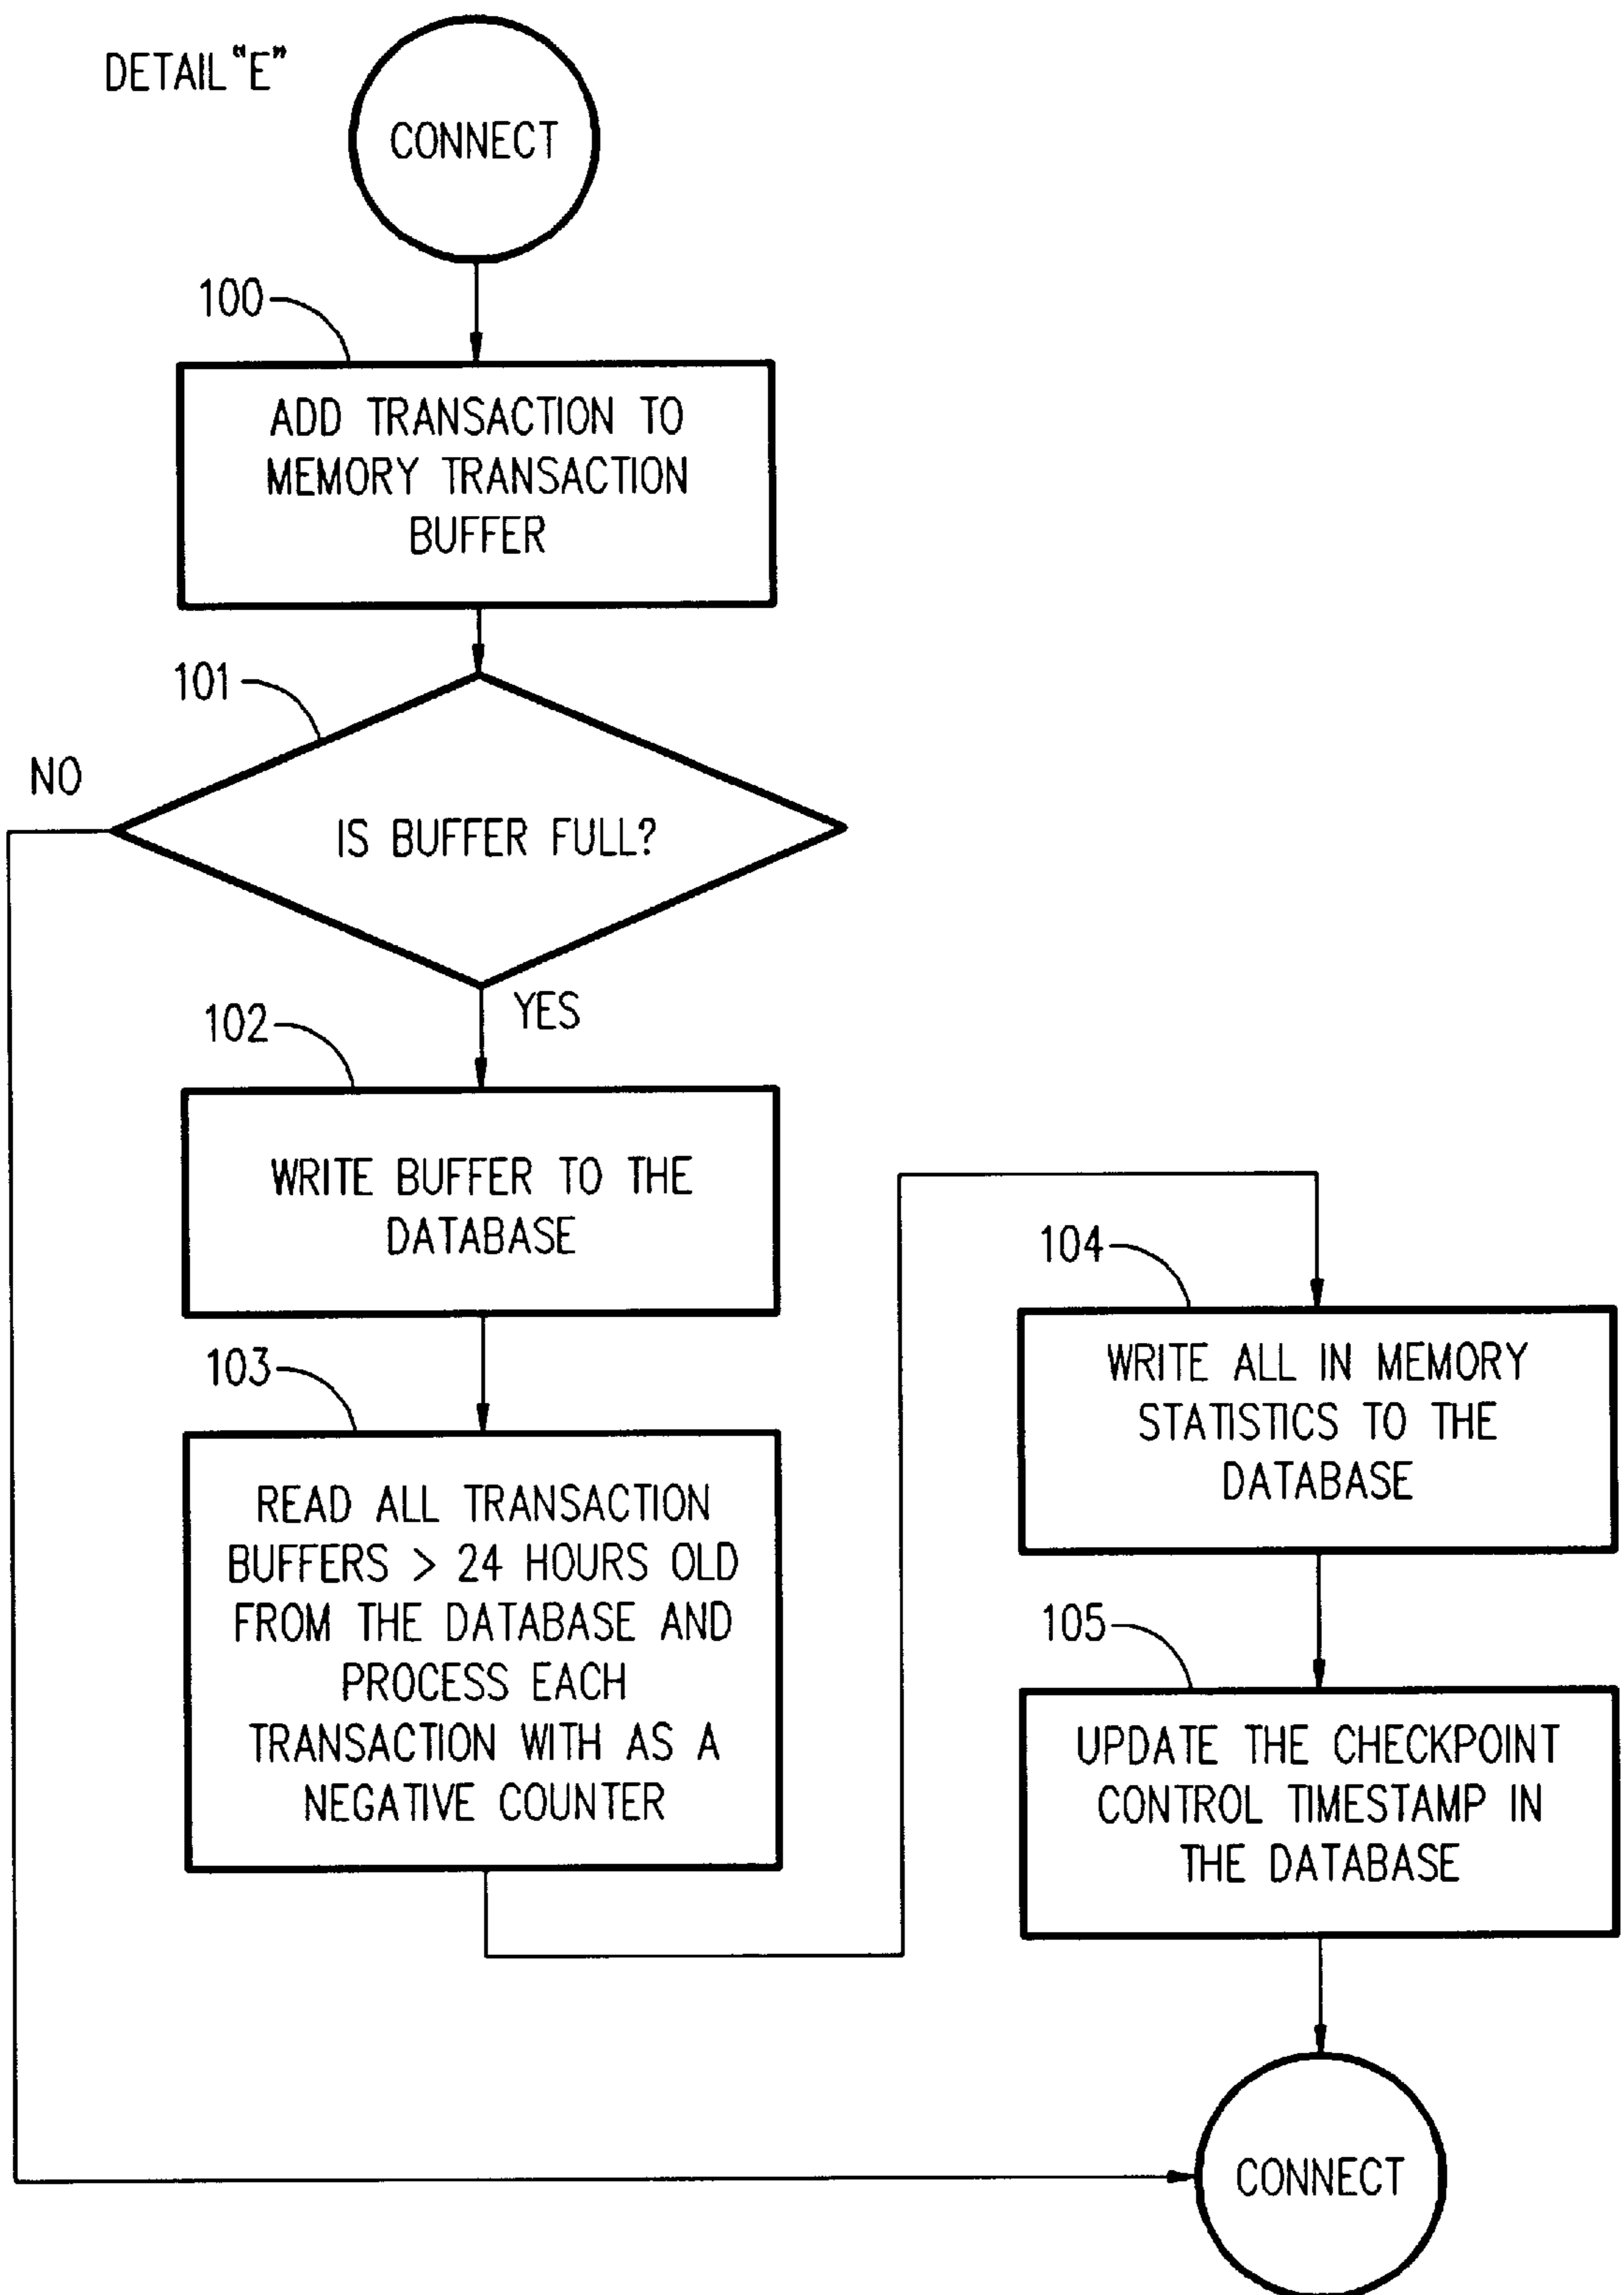 DETAIL "E"
CONNECT
100
ADD TRANSACTION TO
MEMORY TRANSACTION
BUFFER
101
NO
IS BUFFER FULL?
YES
102
WRITE BUFFER TO THE
DATABASE
103
READ ALL TRANSACTION
BUFFERS > 24 HOURS OLD
FROM THE DATABASE AND
PROCESS EACH
TRANSACTION WITH AS A
NEGATIVE COUNTER
104
WRITE ALL IN MEMORY
STATISTICS TO THE
DATABASE
105
UPDATE THE CHECKPOINT
CONTROL TIMESTAMP IN
THE DATABASE
CONNECT